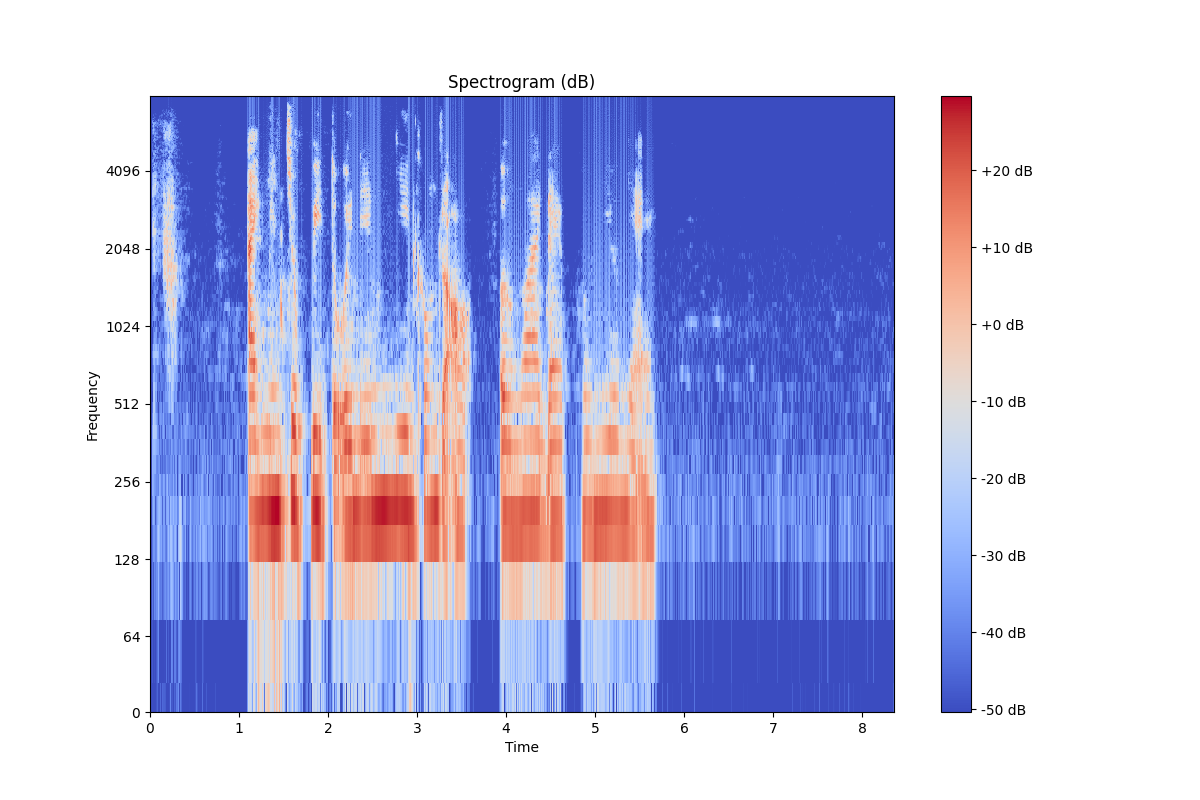 Spectrogram (dB)
Frequency
4096
2048
1024
512
256
128
64
0
0 1 2 3 4 5 6 7 8
Time
+20 dB
+10 dB
+0 dB
-10 dB
-20 dB
-30 dB
-40 dB
-50 dB